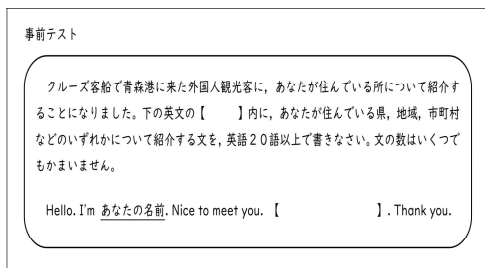 事前テスト
クルーズ客船で青森港に来た外国人観光客に，あなたが住んでいる所について紹介す
ることになりました。下の英文の【　　】内に，あなたが住んでいる県，地域，市町村
などのいずれかについて紹介する文を，英語２０語以上で書きなさい。文の数はいくつで
もかまいません。
Hello. I'm あなたの名前. Nice to meet you. 【　　　　　　　】. Thank you.